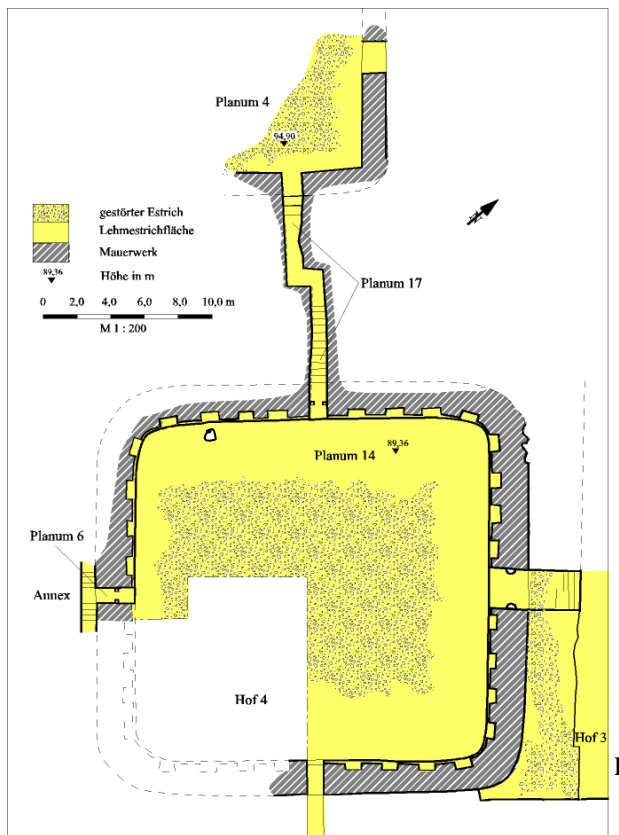 Planum 4
94,90
gestörter Estrich
Lehmestrichfläche
Mauerwerk
89,36
Höhe in m
0 2,0 4,0 6,0 8,0 10,0 m
M 1 : 200
Planum 17
Planum 14
89,36
Planum 6
Annex
Hof 4
Hof 3